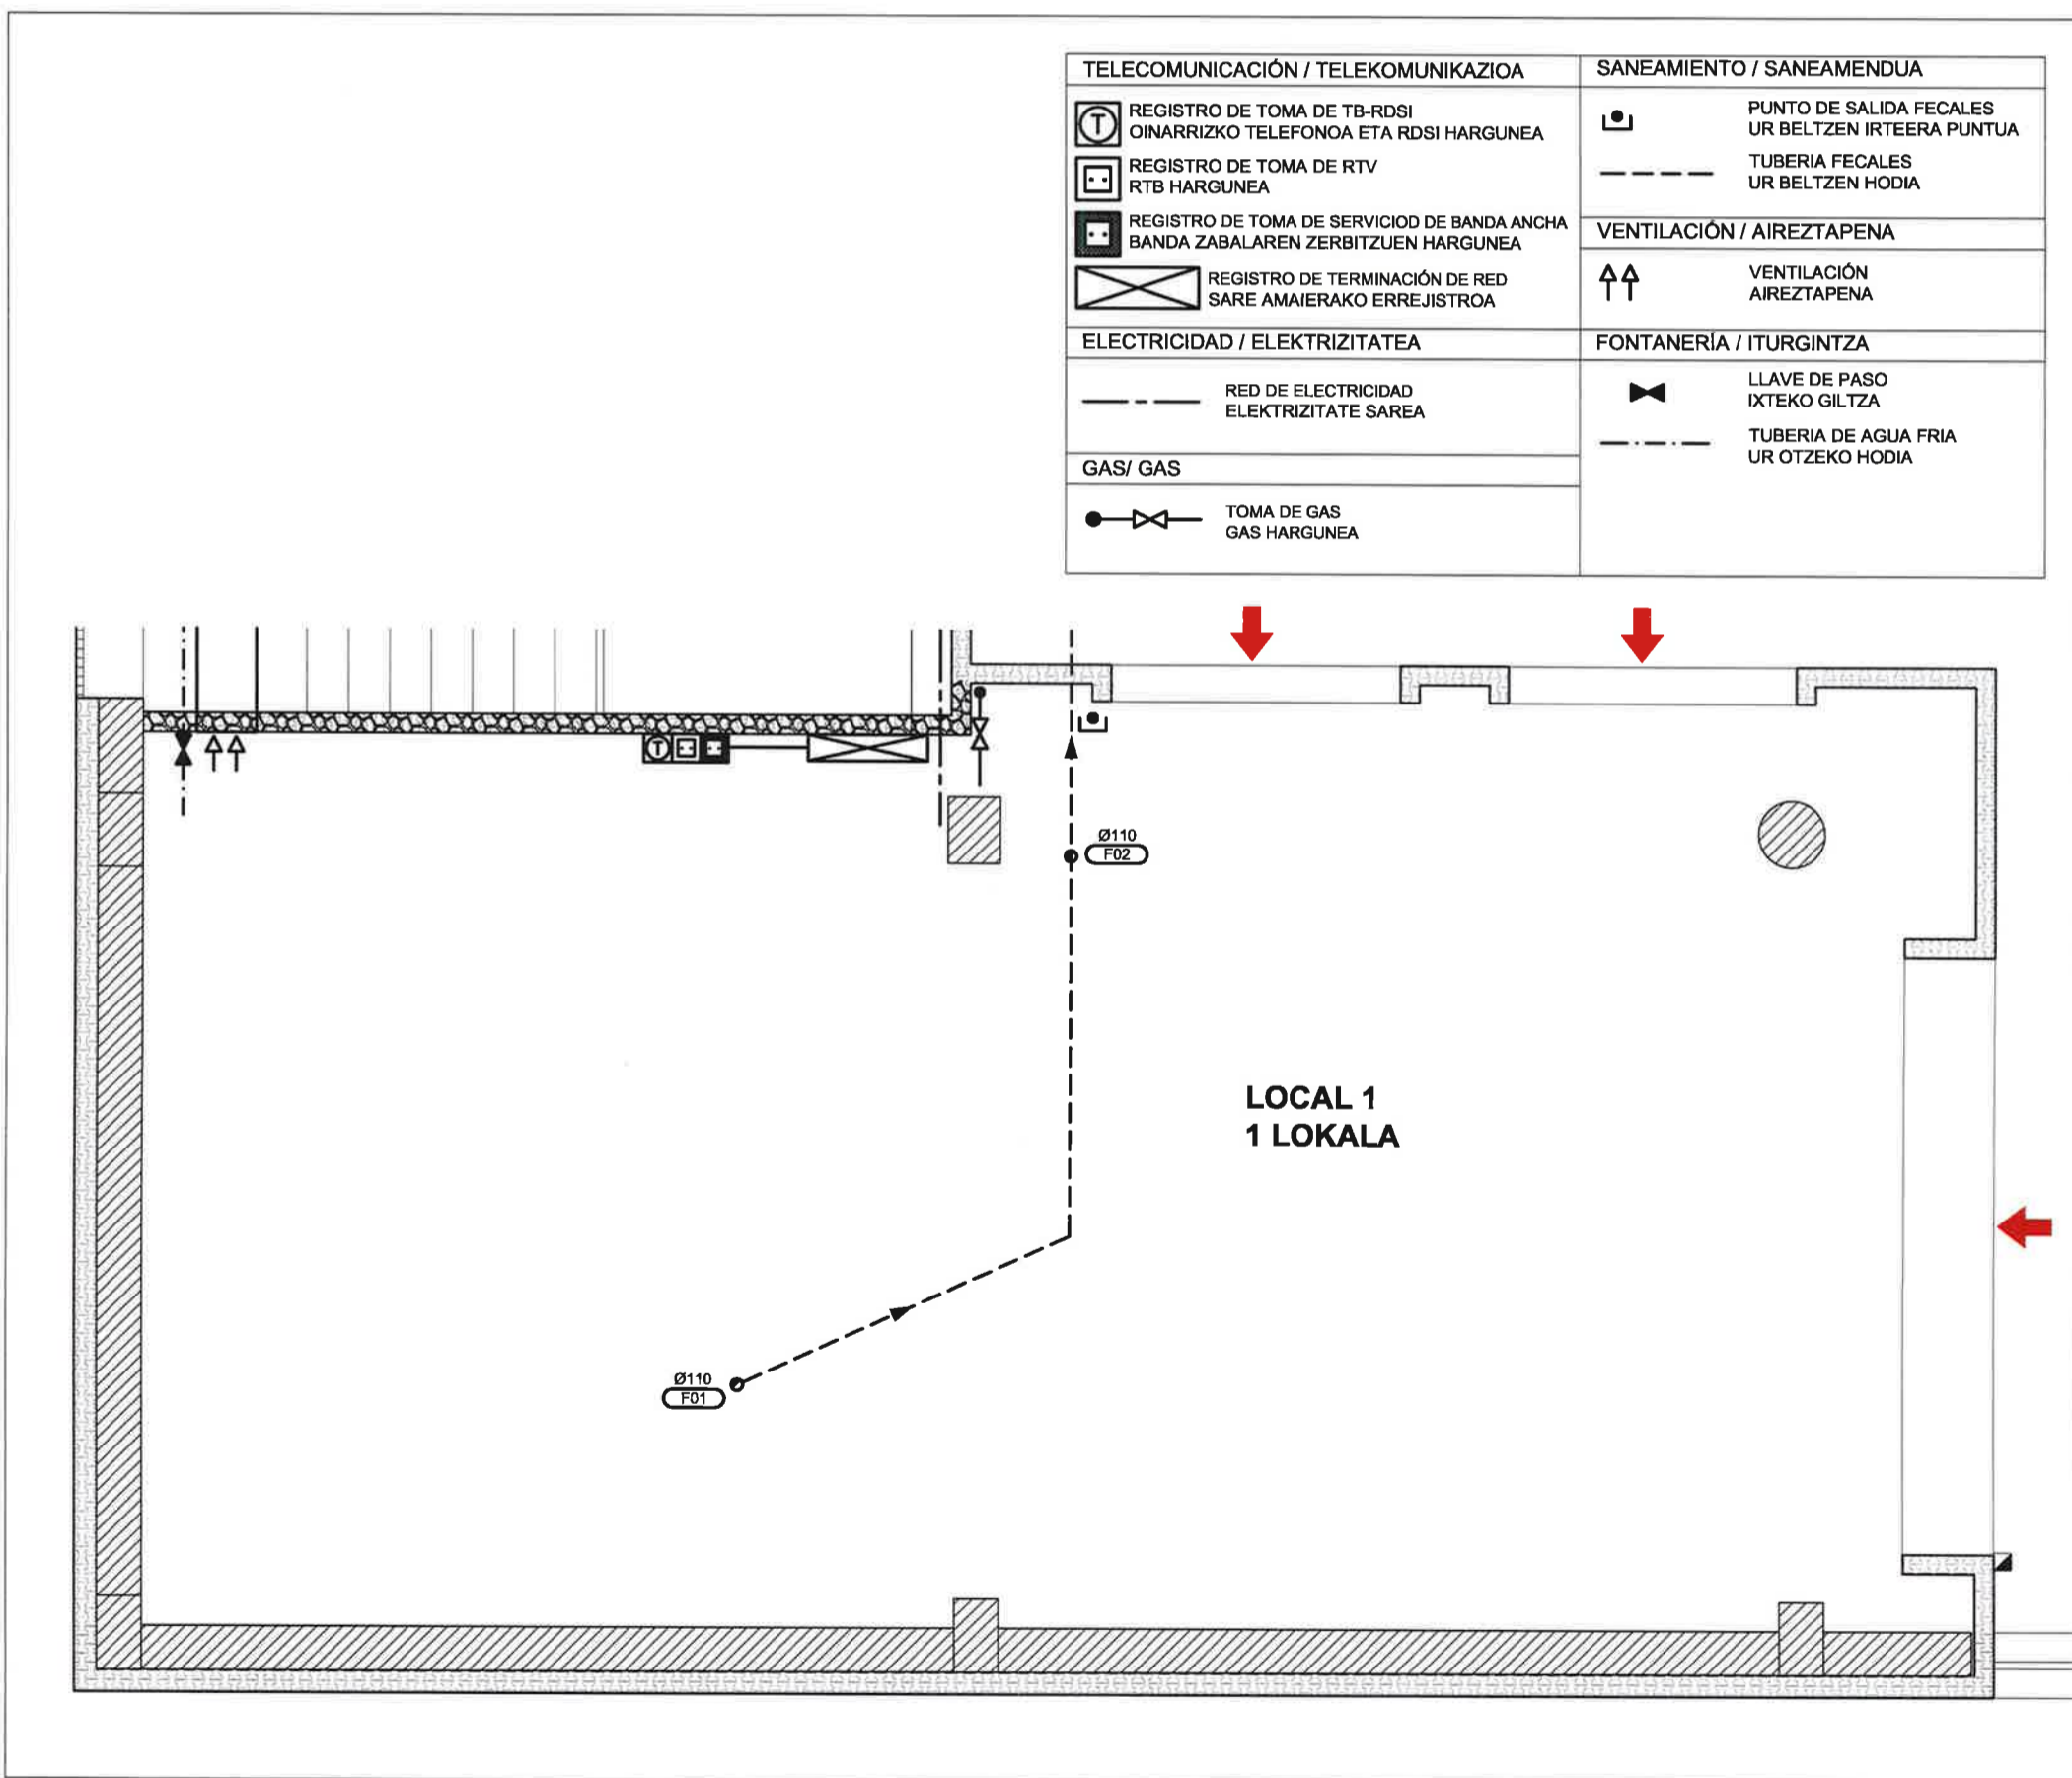 TELECOMUNICACIÓN / TELEKOMUNIKAZIOA
REGISTRO DE TOMA DE TB-RDSI
OINARRIZKO TELEFONOA ETA RDSI HARGUNEA
T
REGISTRO DE TOMA DE RTV
RTB HARGUNEA
REGISTRO DE TOMA DE SERVICIOD DE BANDA ANCHA
BANDA ZABALAREN ZERBITZUEN HARGUNEA
REGISTRO DE TERMINACIÓN DE RED
SARE AMAIERAKO ERREJISTROA
ELECTRICIDAD / ELEKTRIZITATEA
RED DE ELECTRICIDAD
ELEKTRIZITATE SAREA
GAS/ GAS
TOMA DE GAS
GAS HARGUNEA
SANEAMIENTO / SANEAMENDUA
PUNTO DE SALIDA FECALES
UR BELTZEN IRTEERA PUNTUA
TUBERIA FECALES
UR BELTZEN HODIA
VENTILACIÓN / AIREZTAPENA
VENTILACIÓN
AIREZTAPENA
FONTANERÍA / ITURGINTZA
LLAVE DE PASO
IXTEKO GILTZA
TUBERIA DE AGUA FRIA
UR OTZEKO HODIA
T
Ø110
F02
LOCAL 1
1 LOKALA
Ø110
F01